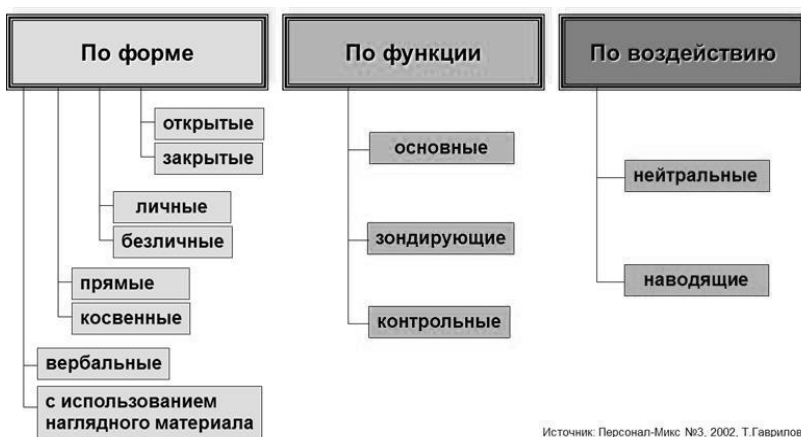 По форме
открытые
закрытые
личные
безличные
прямые
косвенные
вербальные
с использованием
наглядного материала
По функции
основные
зондирующие
контрольные
По воздействию
нейтральные
наводящие
Источник: Персонал-Микс №3, 2002, Т.Гаврилов